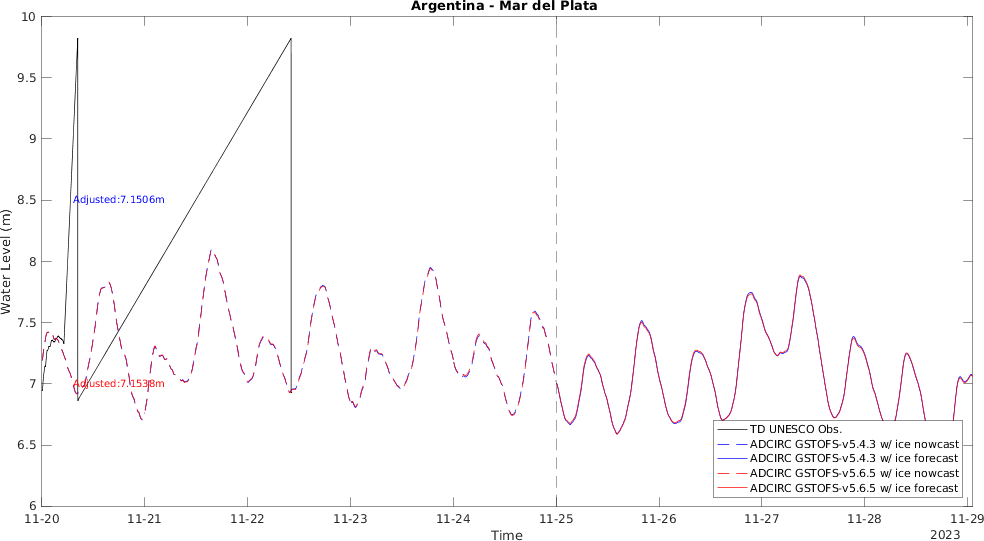 Argentina - Mar del Plata
10
9.5
9
8.5
8
7.5
7
6.5
6
Water Level (m)
Adjusted:7.1506m
Adjusted:7.1538m
TD UNESCO Obs.
ADCIRC GSTOFS-v5.4.3 w/ ice nowcast
ADCIRC GSTOFS-v5.4.3 w/ ice forecast
ADCIRC GSTOFS-v5.6.5 w/ ice nowcast
ADCIRC GSTOFS-v5.6.5 w/ ice forecast
11-20 11-21 11-22 11-23 11-24 11-25 11-26 11-27 11-28 11-29
Time
2023